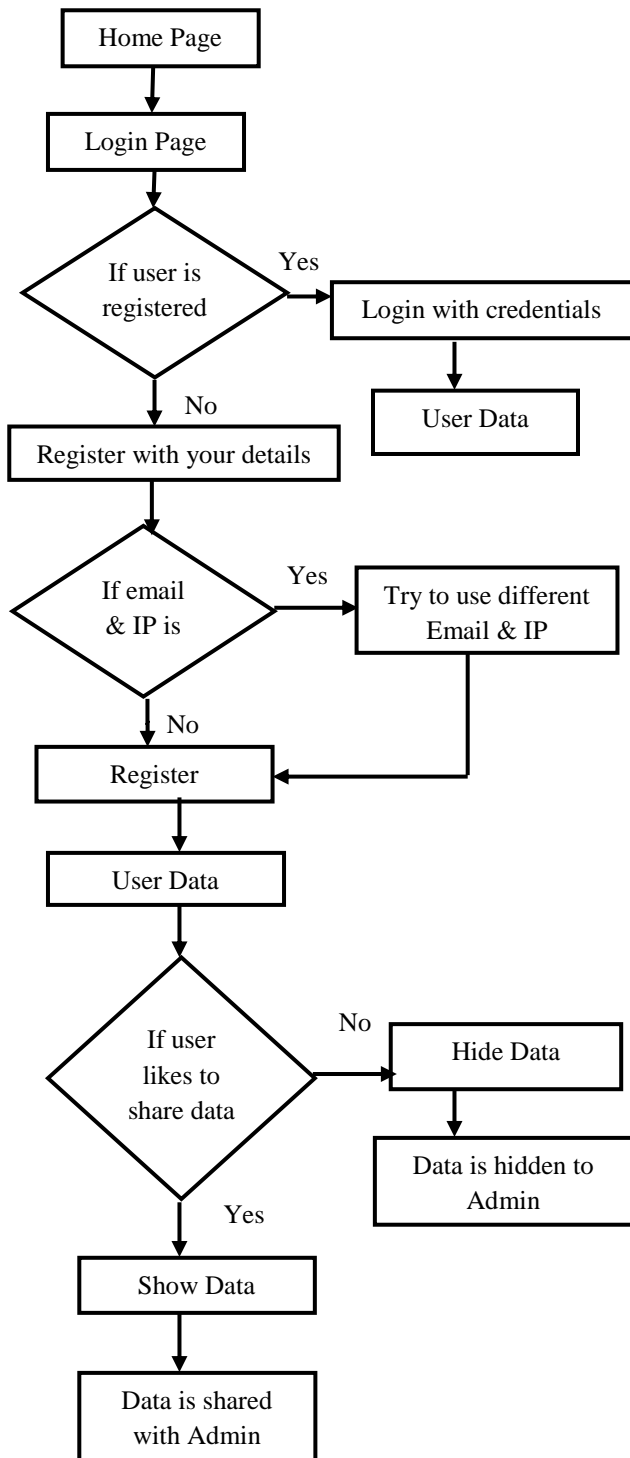 Home Page
Login Page
If user is
registered
Yes
Login with credentials
User Data
No
Register with your details
If email
& IP is
Yes
Try to use different
Email & IP
No
Register
User Data
If user
likes to
share data
No
Hide Data
Data is hidden to
Admin
Yes
Show Data
Data is shared
with Admin